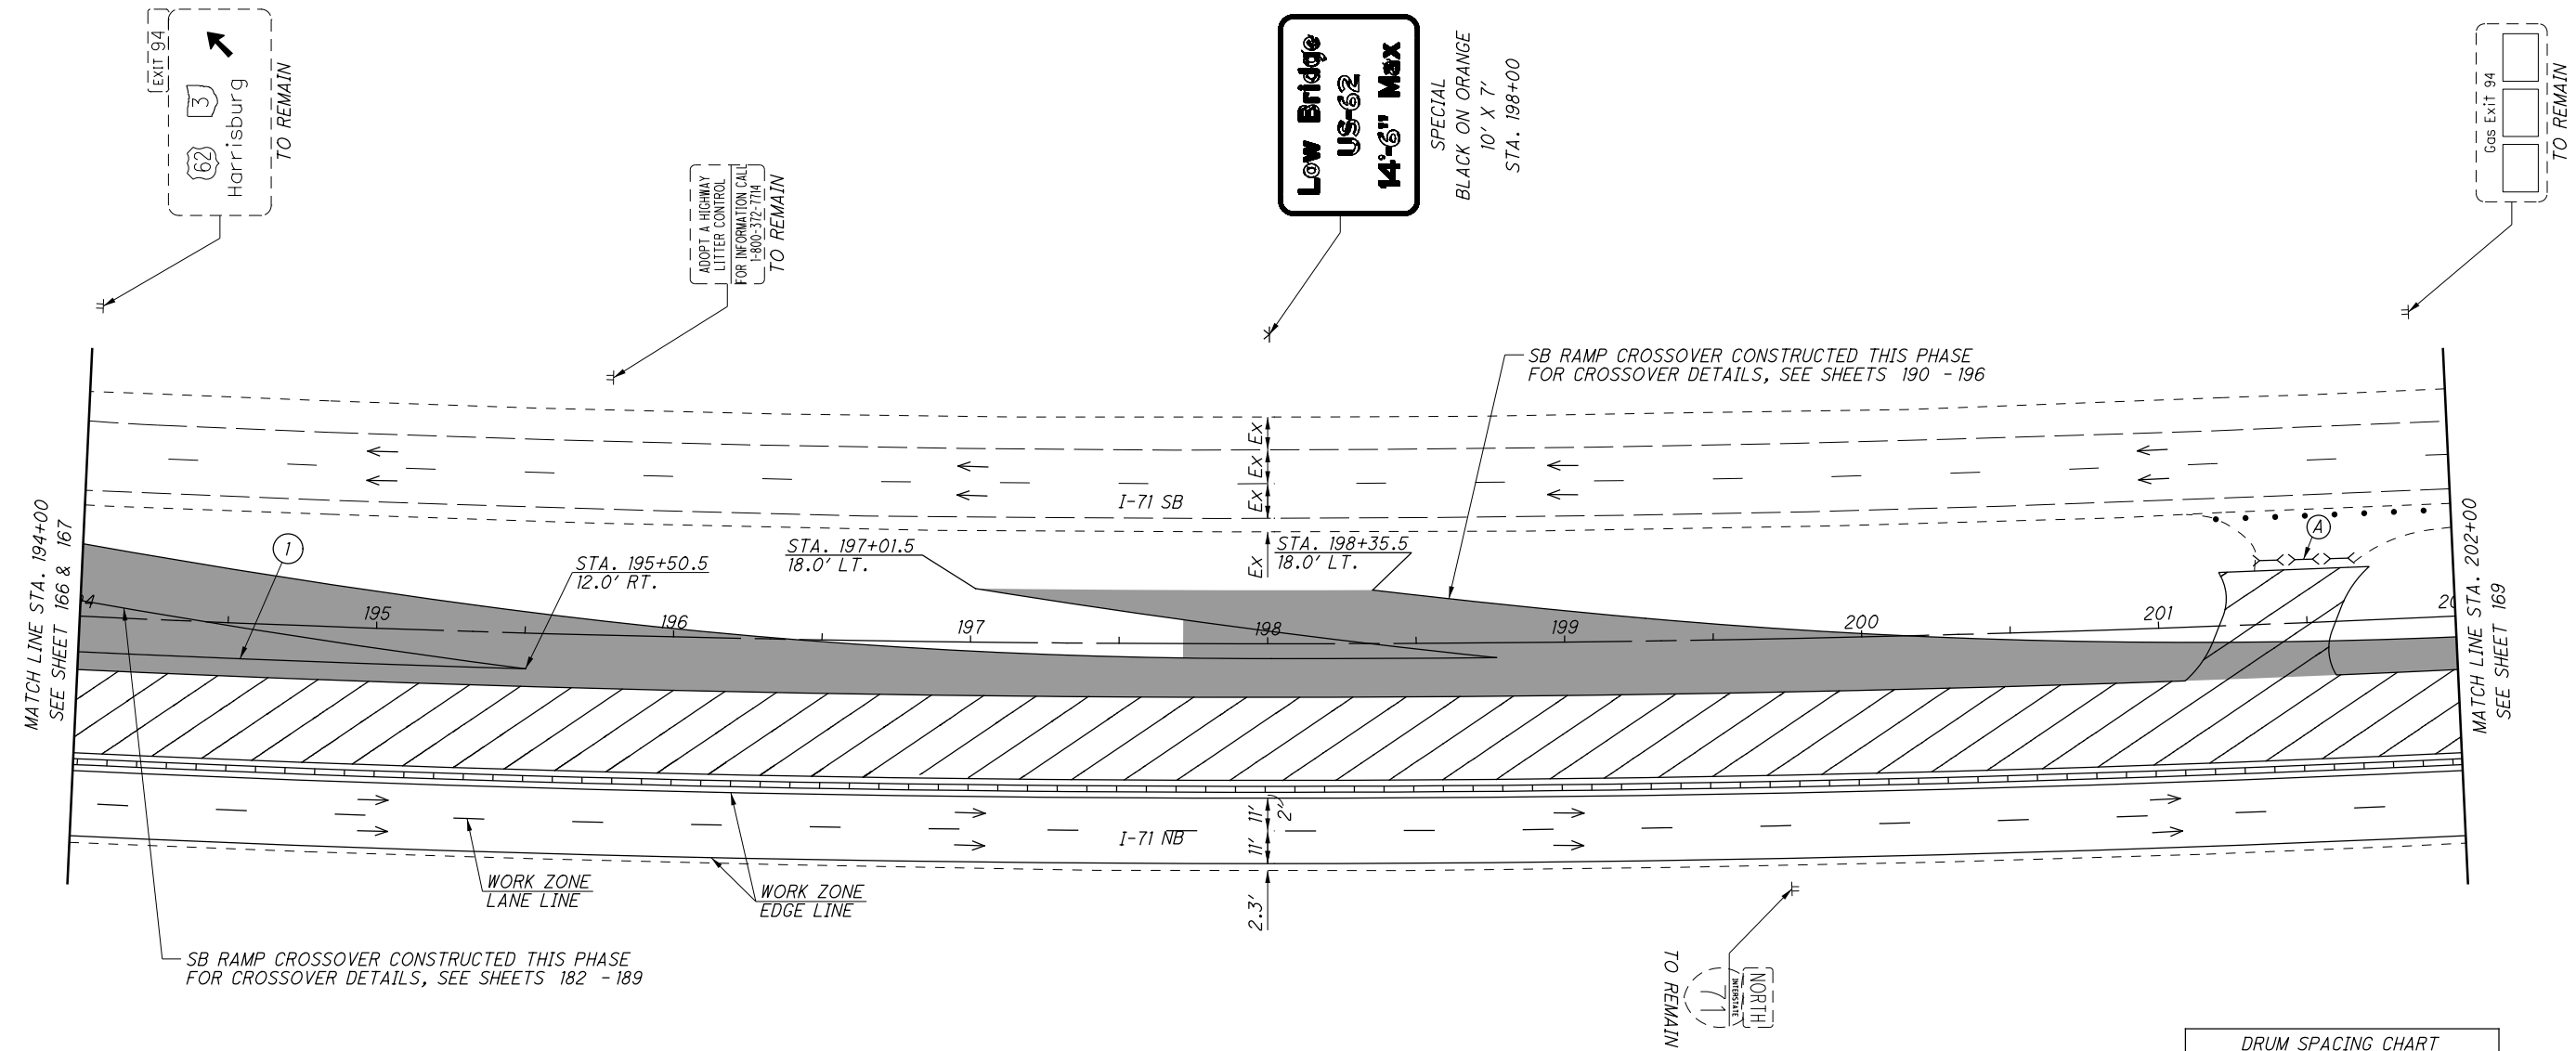 EXIT 94
62 3
Harrisburg
TO REMAIN
ADOPT A HIGHWAY
LITTER CONTROL
FOR INFORMATION CALL
1-800-372-7714
TO REMAIN
Low Bridge
US-62
14'-6" Max
SPECIAL
BLACK ON ORANGE
10' X 7'
STA. 198+00
Gas Exit 94
TO REMAIN
SB RAMP CROSSOVER CONSTRUCTED THIS PHASE
FOR CROSSOVER DETAILS, SEE SHEETS 190 - 196
MATCH LINE STA. 194+00
SEE SHEET 166 & 167
EX
EX
EX
EX
I-71 SB
1
STA. 195+50.5
12.0' RT.
STA. 197+01.5
18.0' LT.
STA. 198+35.5
18.0' LT.
A
195
196
197
198
199
200
201
MATCH LINE STA. 202+00
SEE SHEET 169
I-71 NB
11'
11'
2'
2.3'
WORK ZONE
LANE LINE
WORK ZONE
EDGE LINE
SB RAMP CROSSOVER CONSTRUCTED THIS PHASE
FOR CROSSOVER DETAILS, SEE SHEETS 182 - 189
NORTH
INTERSTATE
71
TO REMAIN
DRUM SPACING CHART